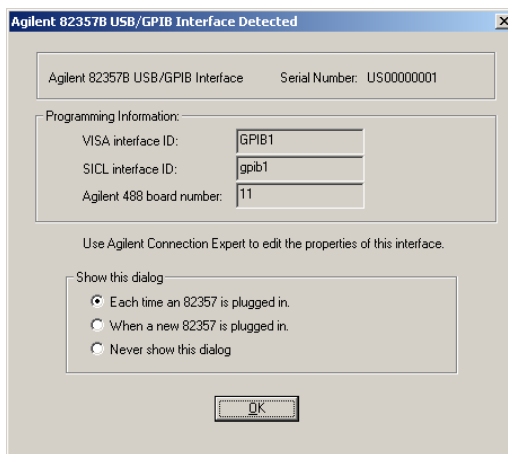 Agilent 82357B USB/GPIB Interface Detected
Agilent 82357B USB/GPIB Interface Serial Number: US00000001
Programming Information:
VISA interface ID: GPIB1
SICL interface ID: gpib1
Agilent 488 board number: 11
Use Agilent Connection Expert to edit the properties of this interface.
Show this dialog
Each time an 82357 is plugged in.
When a new 82357 is plugged in.
Never show this dialog
OK